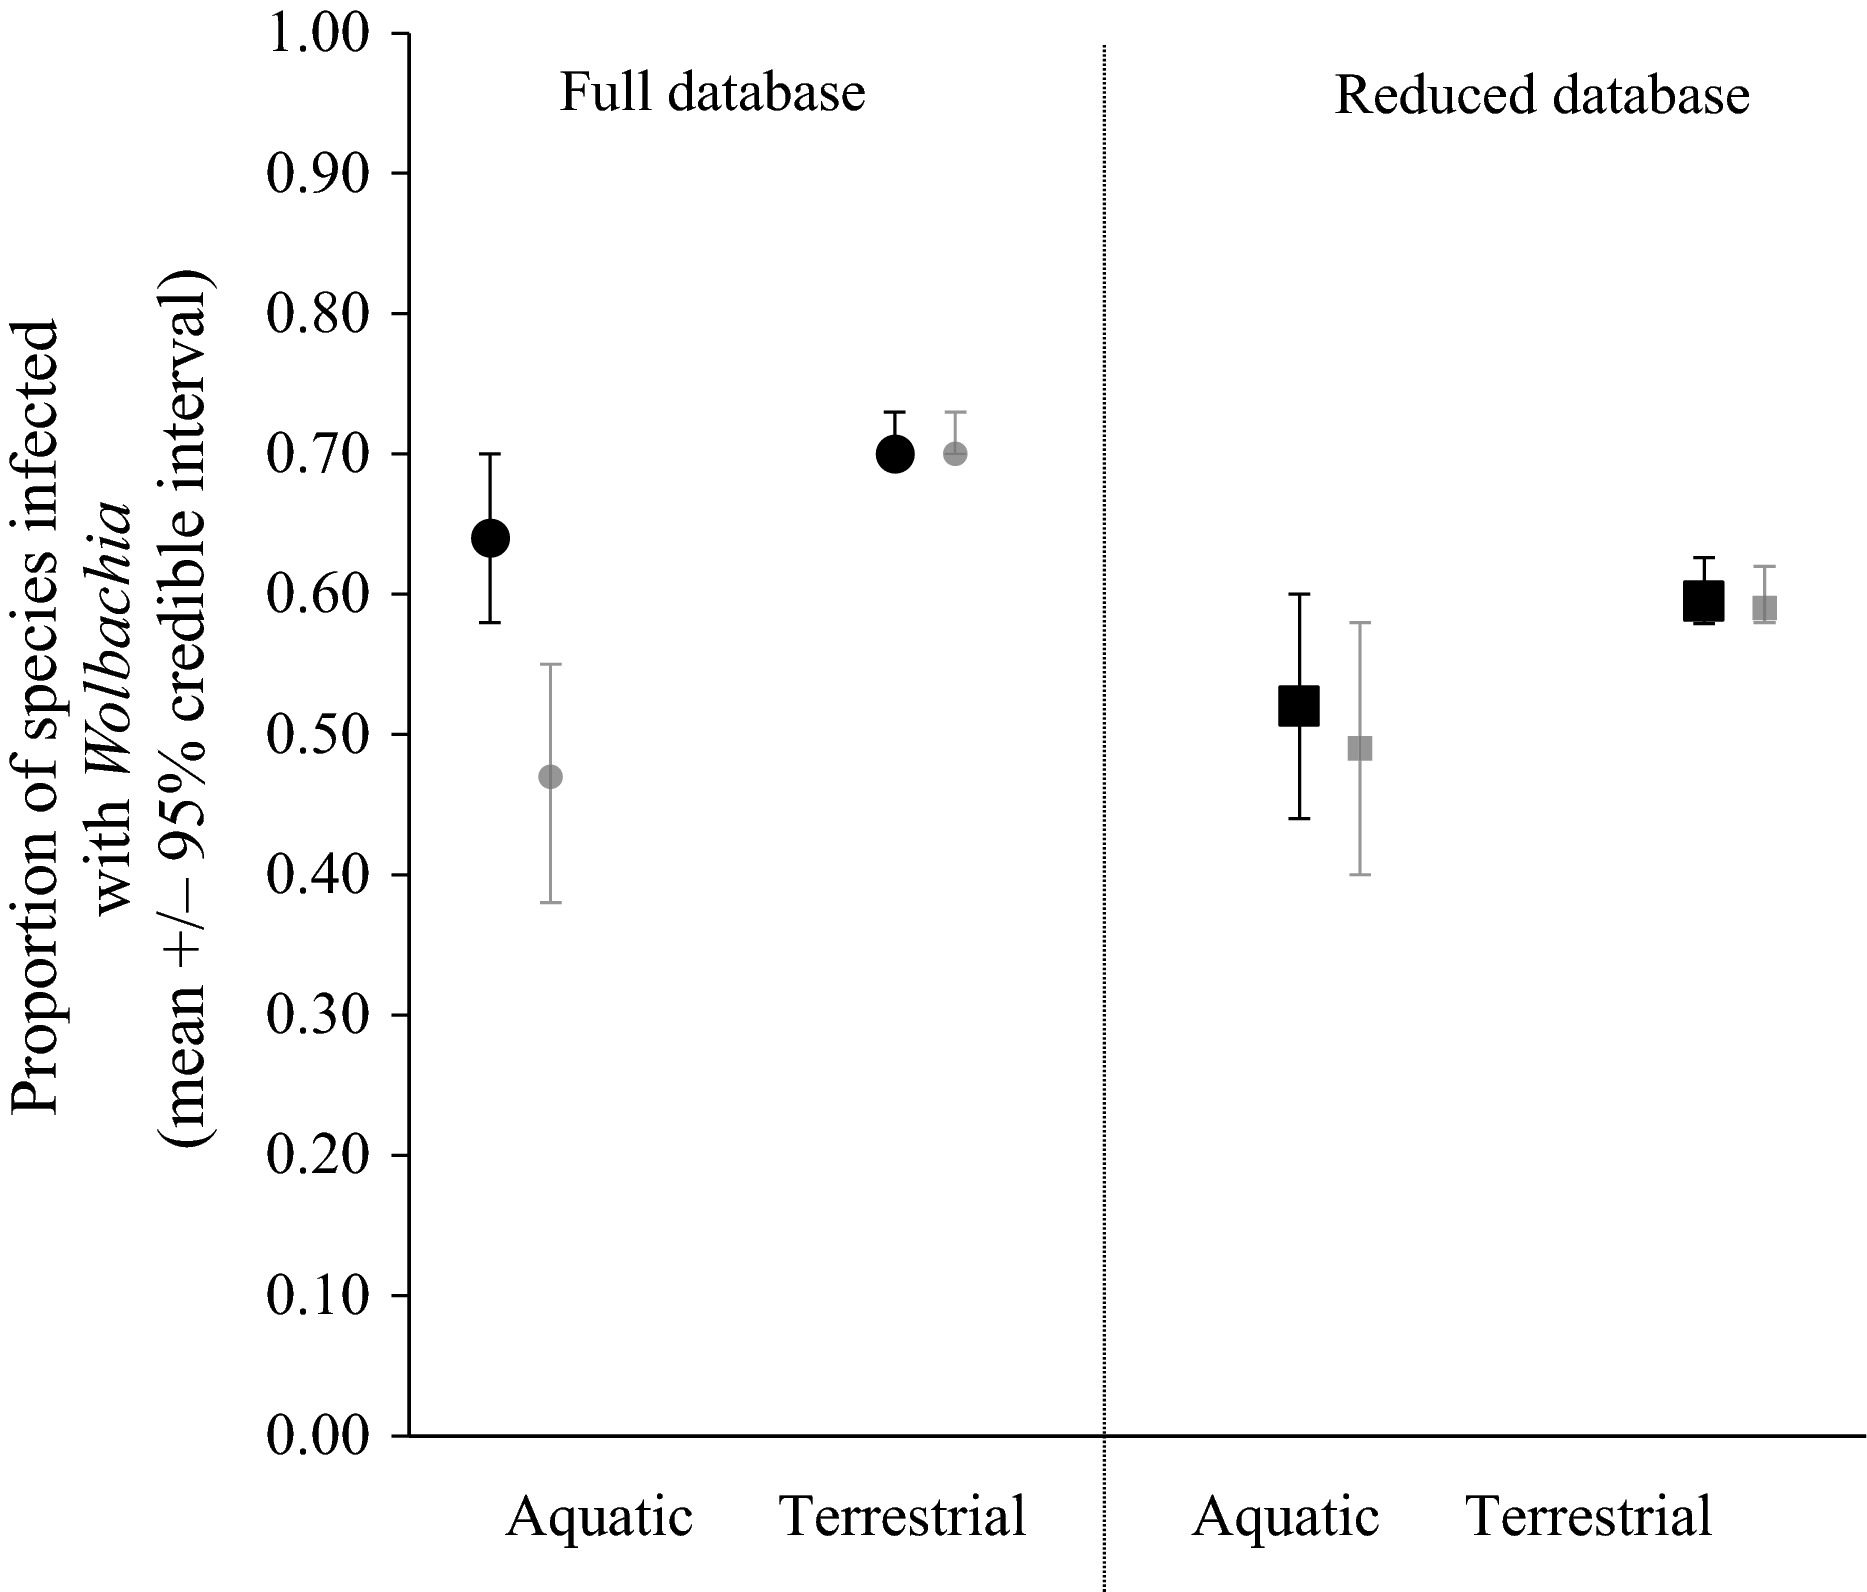 Proportion of species infected
with Wolbachia
(mean +/– 95% credible interval)
1.00
0.90
0.80
0.70
0.60
0.50
0.40
0.30
0.20
0.10
0.00
Full database
Reduced database
Aquatic
Terrestrial
Aquatic
Terrestrial